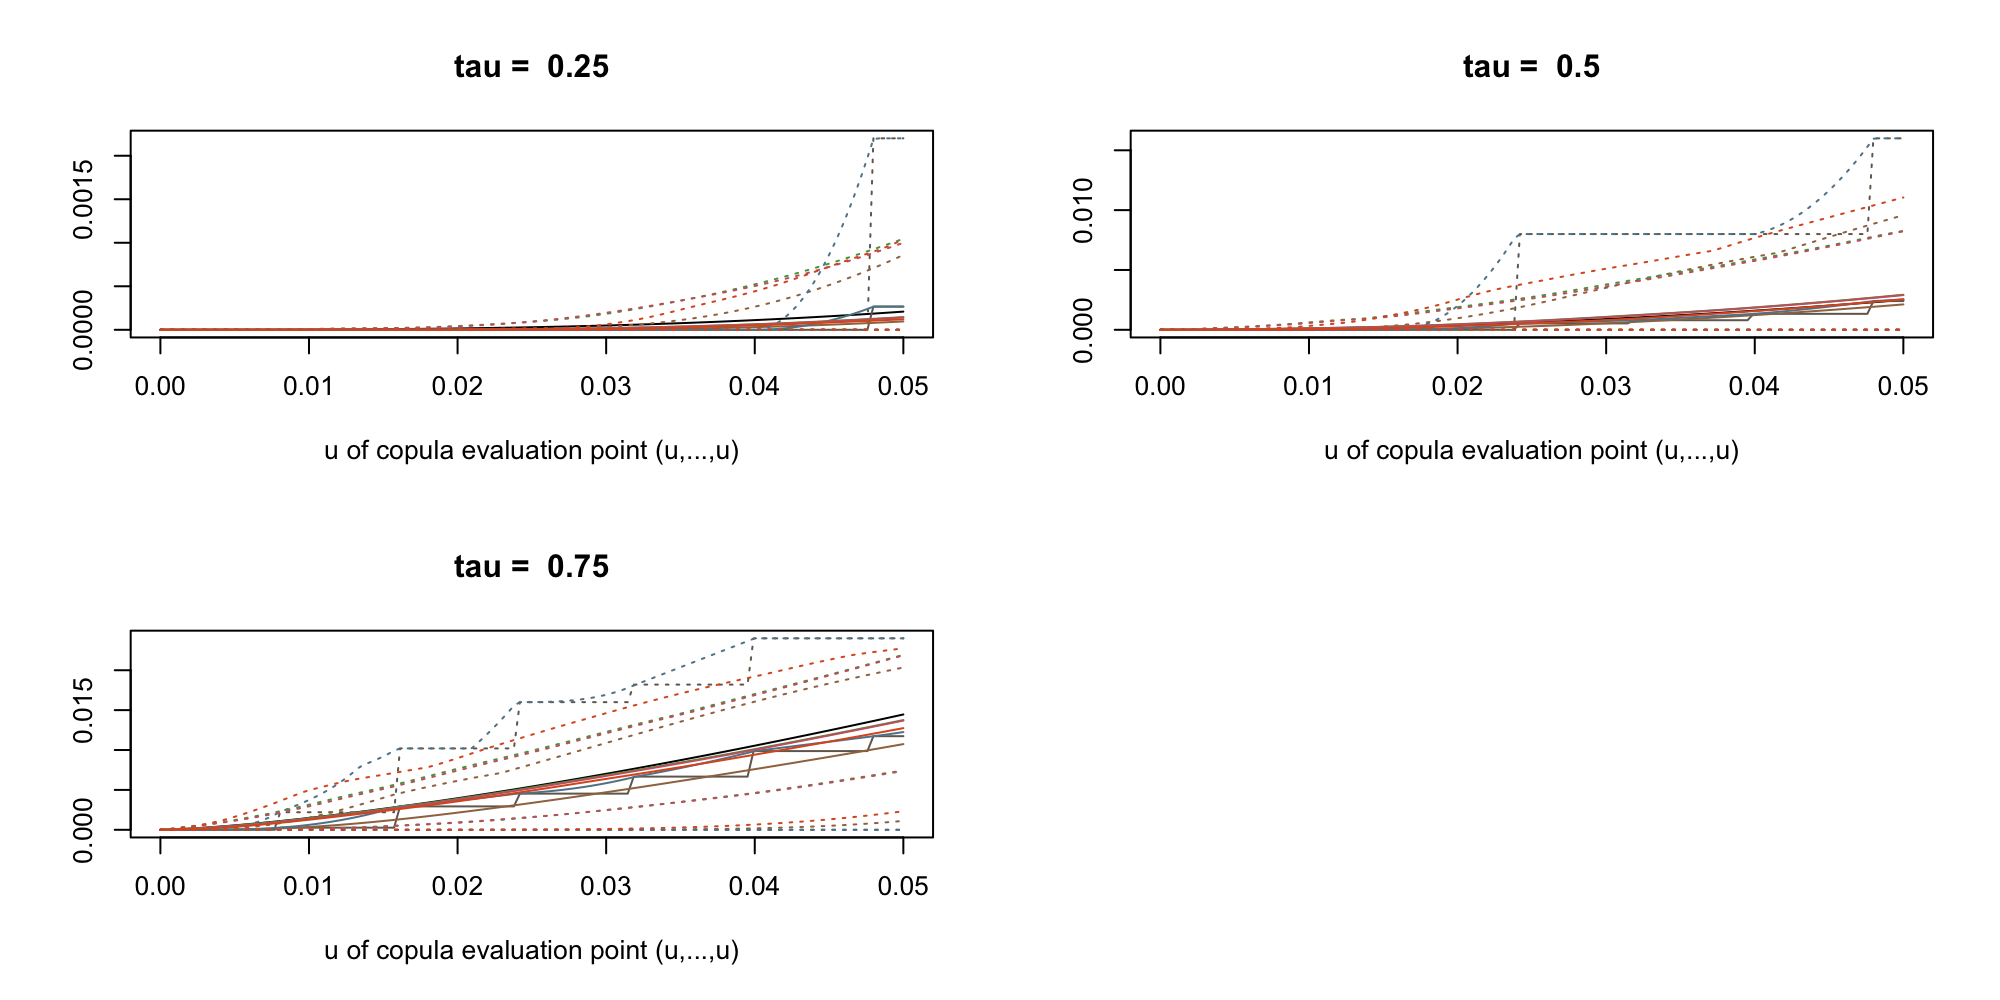 tau =  0.25
0.0000 0.0015
0.00 0.01 0.02 0.03 0.04 0.05
u of copula evaluation point (u,...,u)
tau =  0.5
0.000 0.010
0.00 0.01 0.02 0.03 0.04 0.05
u of copula evaluation point (u,...,u)
tau =  0.75
0.000 0.015
0.00 0.01 0.02 0.03 0.04 0.05
u of copula evaluation point (u,...,u)